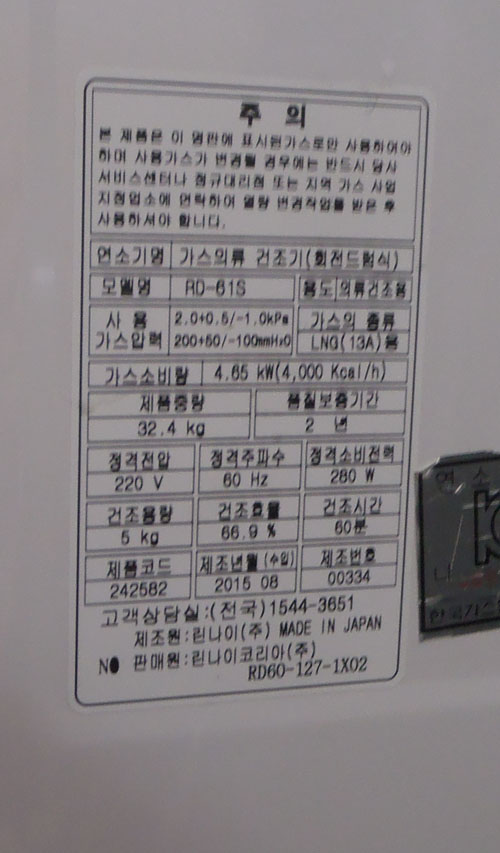 주 의
본 제품은 이 명판에 표시된가스로만 사용하여야
하며 사용가스가 변경될 경우에는 반드시 당사
서비스센터나 정규대리점 또는 지역 가스 사업
지정업소에 연락하여 열량 변경작업을 받은 후
사용하셔야 합니다.
연소기명 가스의류 건조기(회전드럼식)
모델명 RD-61S 용도 의류건조용
사 용 가스압력 2.0+0.5/-1.0kPa 200+50/-100mmH₂O 가스의 종류 LNG(13A)용
가스소비량 4.65 kW(4,000 Kcal/h)
제품중량 품질보증기간
32.4 kg 2 년
정격전압 정격주파수 정격소비전력
220 V 60 Hz 280 W
건조용량 건조효율 건조시간
5 kg 66.9 % 60분
제품코드 제조년월(수입) 제조번호
242582 2015 08 00334
고객상담실:(전국)1544-3651
제조원:린나이(주) MADE IN JAPAN
판매원:린나이코리아(주)
RD60-127-1X02
연 소